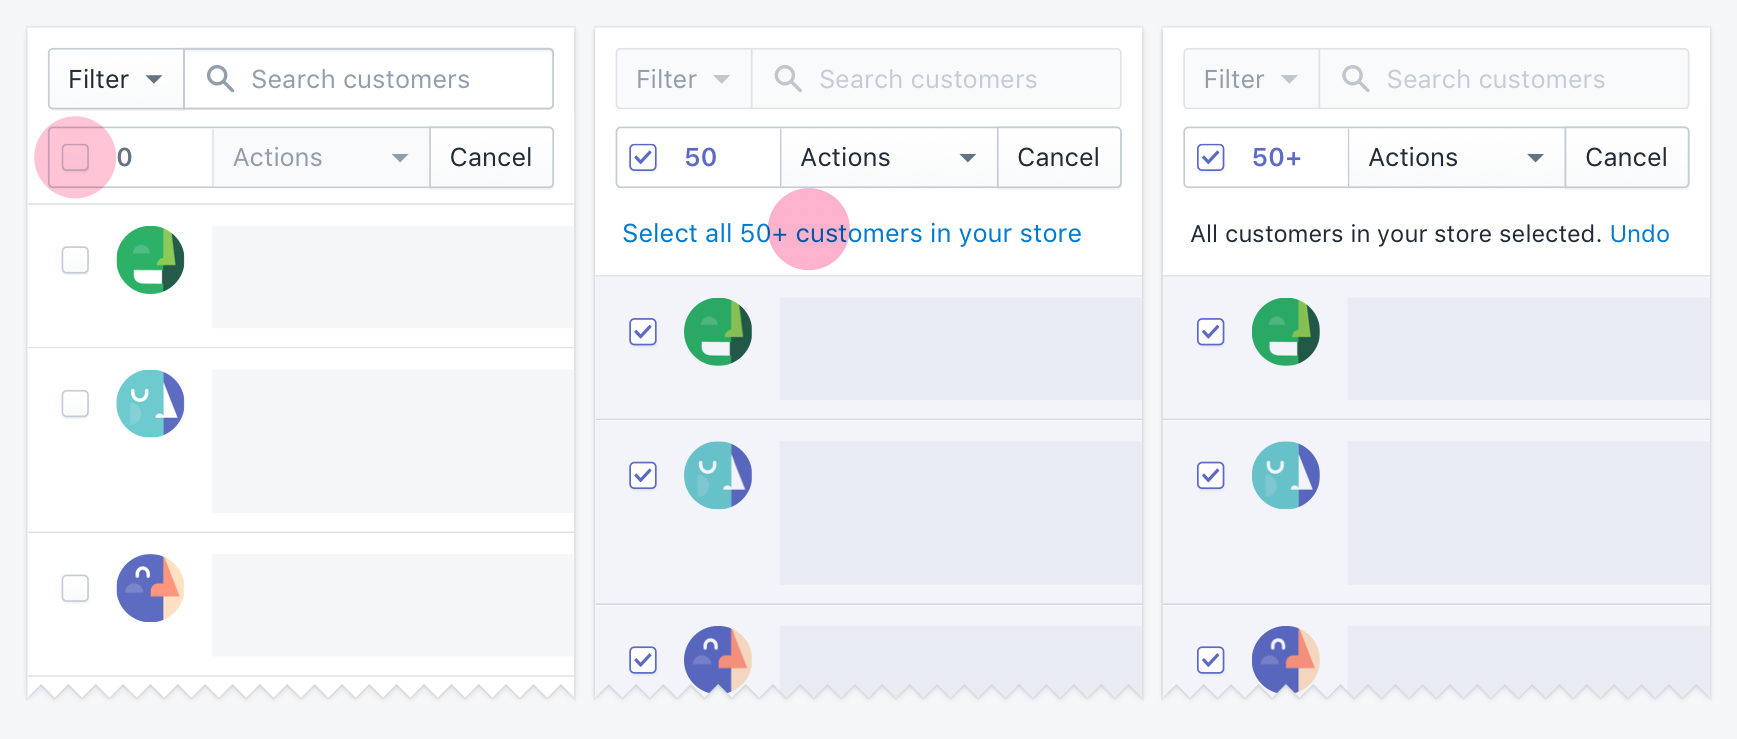 Filter Search customers
0 Actions Cancel
Filter Search customers
50 Actions Cancel
Select all 50+ customers in your store
Filter Search customers
50+ Actions Cancel
All customers in your store selected. Undo